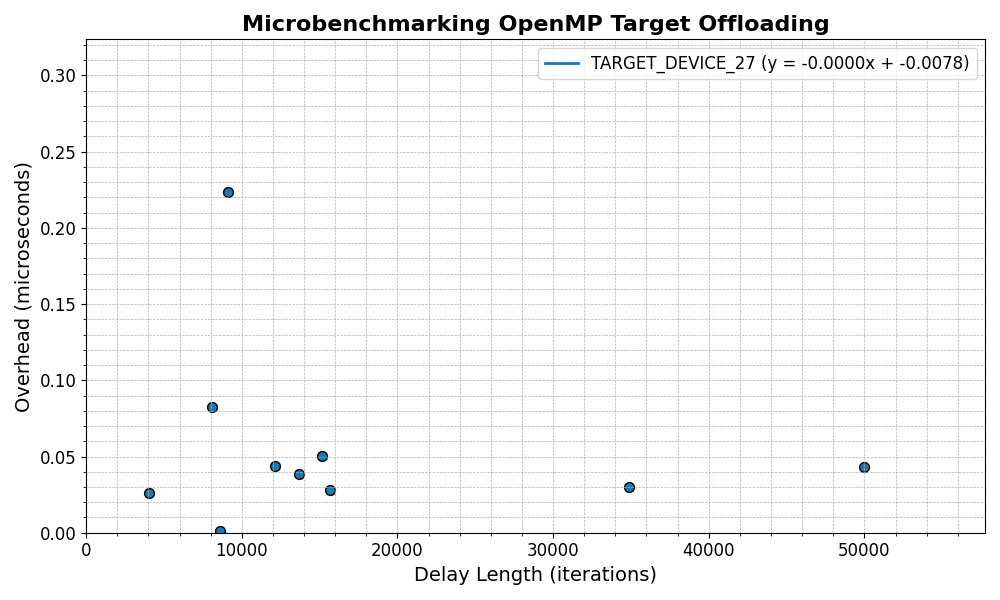 Microbenchmarking OpenMP Target Offloading
TARGET_DEVICE_27 (y = -0.0000x + -0.0078)
Overhead (microseconds)
0.30
0.25
0.20
0.15
0.10
0.05
0.00
0 10000 20000 30000 40000 50000
Delay Length (iterations)